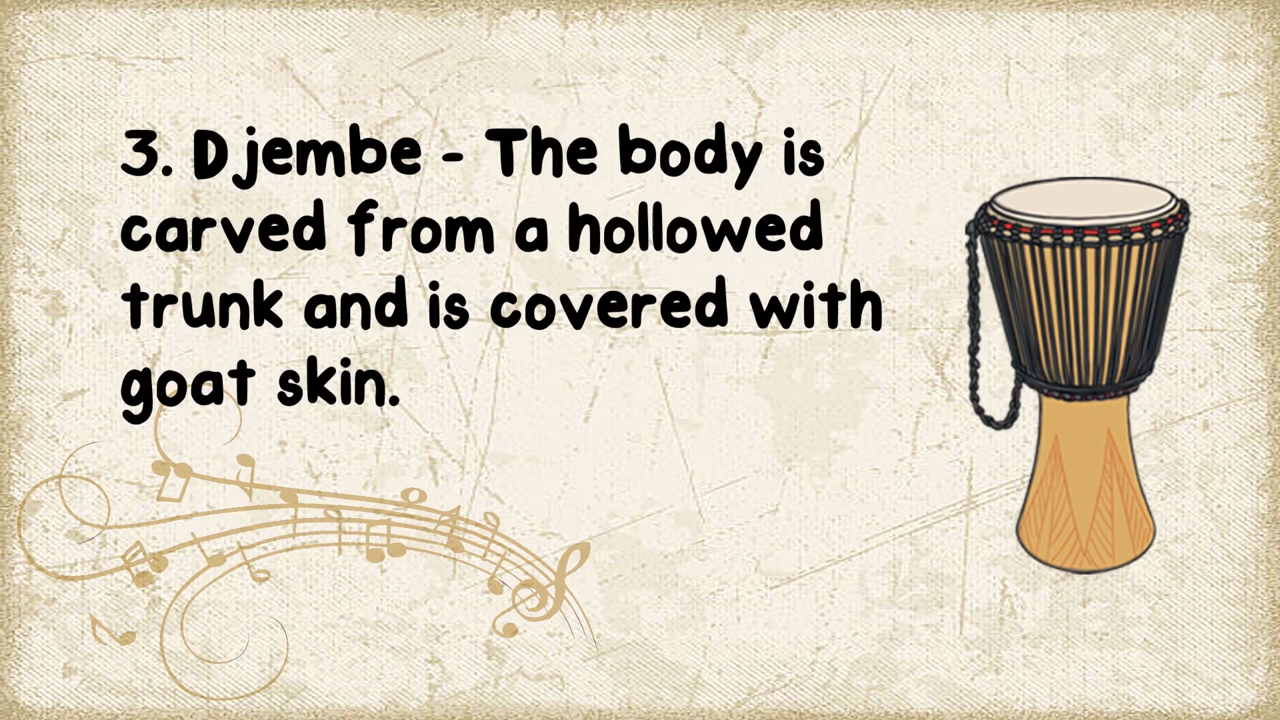 3. Djembe - The body is
carved from a hollowed
trunk and is covered with
goat skin.